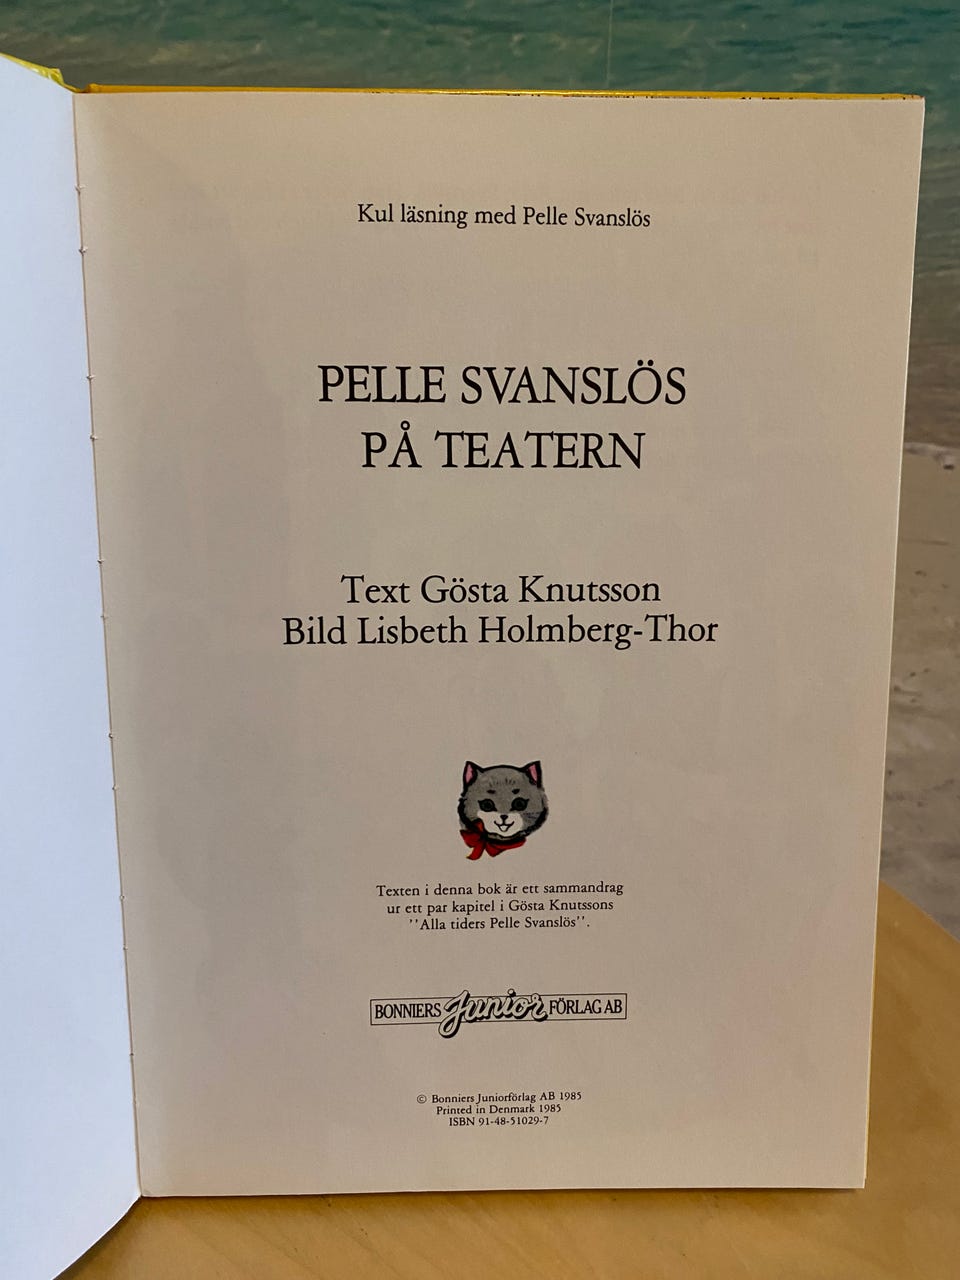 Kul läsning med Pelle Svanslös
PELLE SVANSLÖS
PÅ TEATERN
Text Gösta Knutsson
Bild Lisbeth Holmberg-Thor
Texten i denna bok är ett sammandrag
ur ett par kapitel i Gösta Knutssons
''Alla tiders Pelle Svanslös''.
BONNIERS Junior FÖRLAG AB
© Bonniers Juniorförlag AB 1985
Printed in Denmark 1985
ISBN 91-48-51029-7